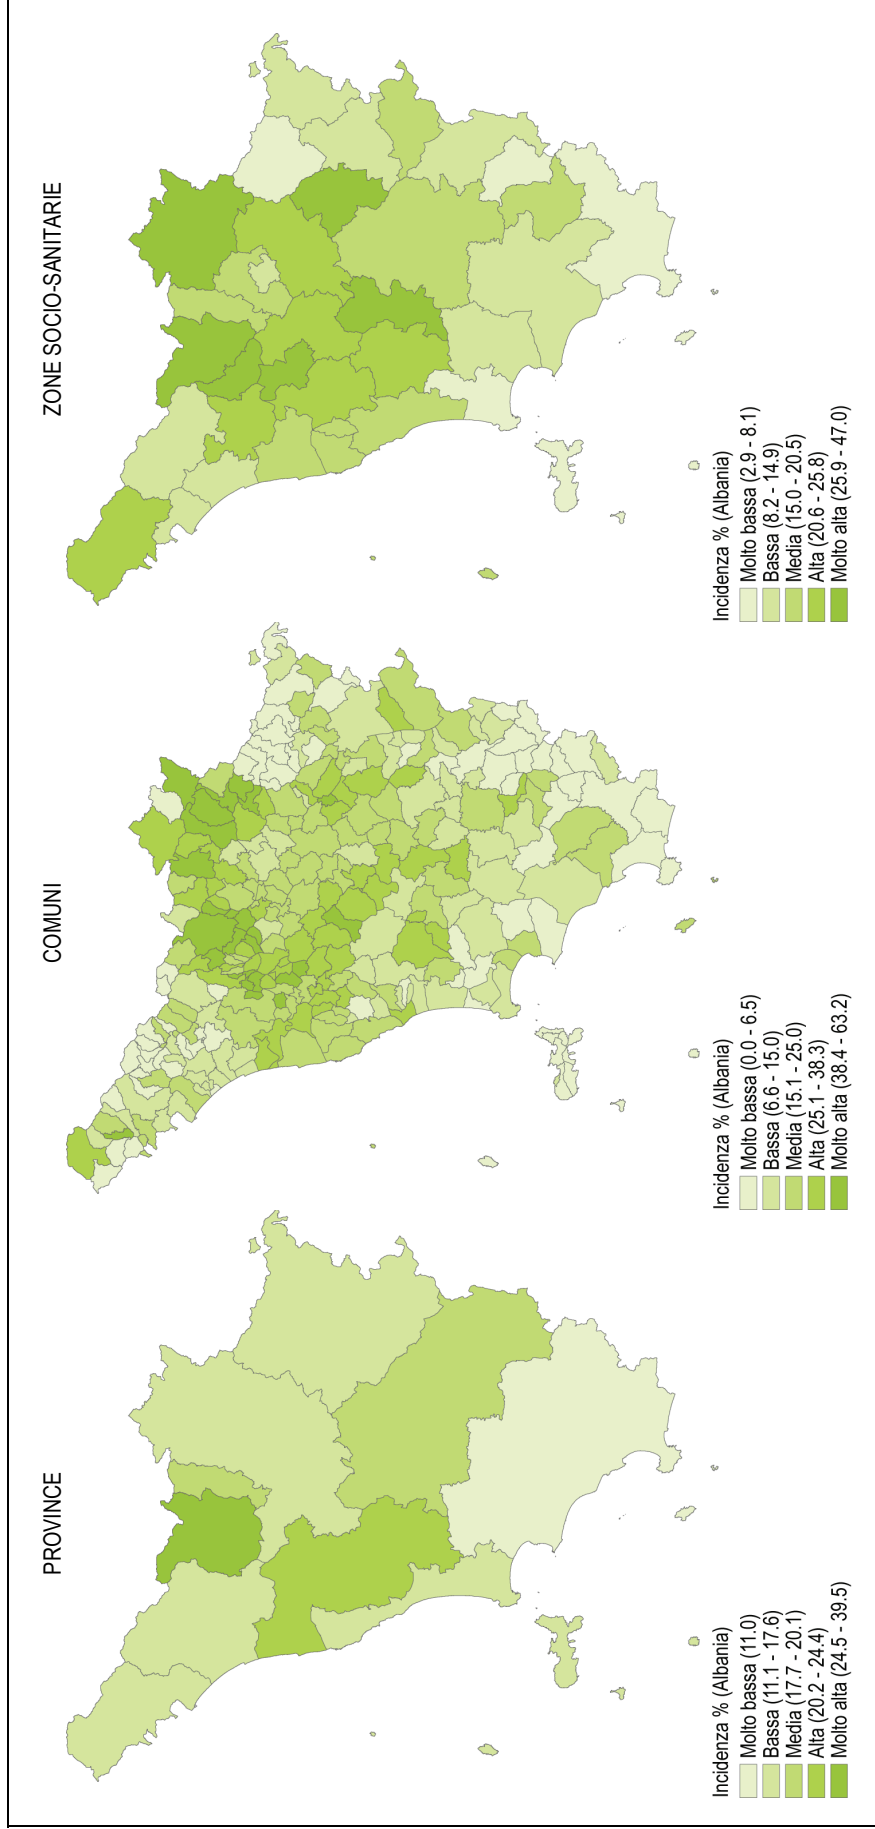 PROVINCE
Incidenza % (Albania)
Molto bassa (11.0)
Bassa (11.1 - 17.6)
Media (17.7 - 20.1)
Alta (20.2 - 24.4)
Molto alta (24.5 - 39.5)
COMUNI
Incidenza % (Albania)
Molto bassa (0.0 - 6.5)
Bassa (6.6 - 15.0)
Media (15.1 - 25.0)
Alta (25.1 - 38.3)
Molto alta (38.4 - 63.2)
ZONE SOCIO-SANITARIE
Incidenza % (Albania)
Molto bassa (2.9 - 8.1)
Bassa (8.2 - 14.9)
Media (15.0 - 20.5)
Alta (20.6 - 25.8)
Molto alta (25.9 - 47.0)